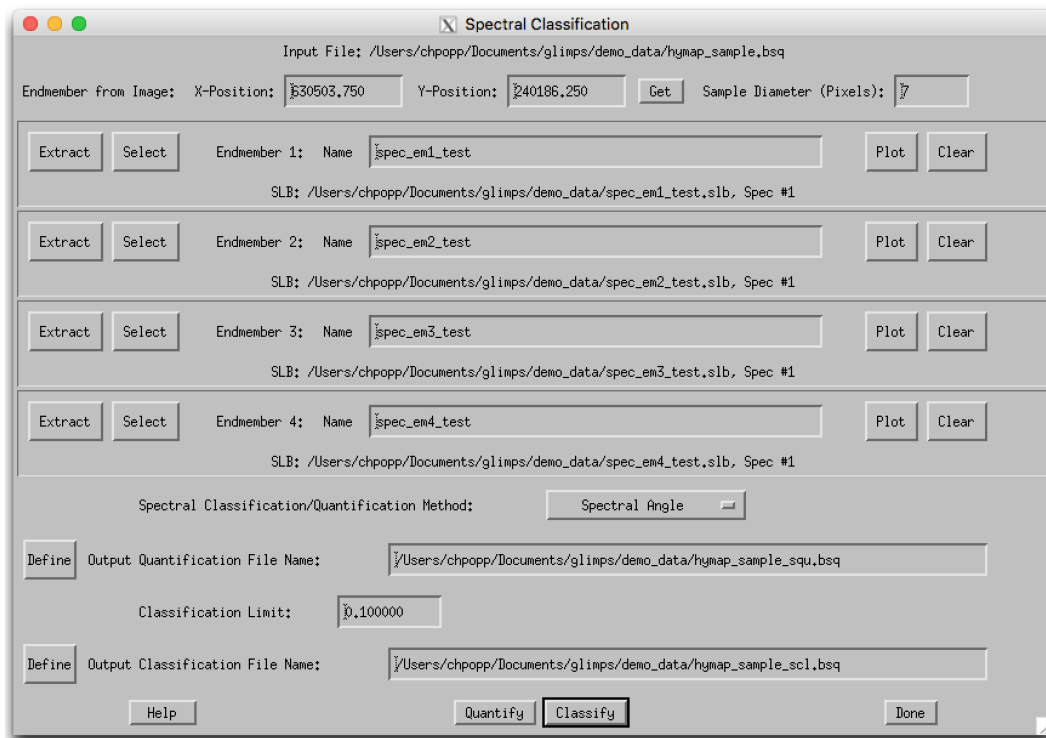 Spectral Classification
Input File: /Users/chpopp/Documents/glimps/demo_data/hymap_sample.bsq
Endmember from Image: X-Position: 630503.750 Y-Position: 240186.250 Get Sample Diameter (Pixels): 7
Extract Select Endmember 1: Name spec_em1_test Plot Clear
SLB: /Users/chpopp/Documents/glimps/demo_data/spec_em1_test.slb, Spec #1
Extract Select Endmember 2: Name spec_em2_test Plot Clear
SLB: /Users/chpopp/Documents/glimps/demo_data/spec_em2_test.slb, Spec #1
Extract Select Endmember 3: Name spec_em3_test Plot Clear
SLB: /Users/chpopp/Documents/glimps/demo_data/spec_em3_test.slb, Spec #1
Extract Select Endmember 4: Name spec_em4_test Plot Clear
SLB: /Users/chpopp/Documents/glimps/demo_data/spec_em4_test.slb, Spec #1
Spectral Classification/Quantification Method: Spectral Angle
Define Output Quantification File Name: /Users/chpopp/Documents/glimps/demo_data/hymap_sample_squ.bsq
Classification Limit: 0.100000
Define Output Classification File Name: /Users/chpopp/Documents/glimps/demo_data/hymap_sample_scl.bsq
Help Quantify Classify Done